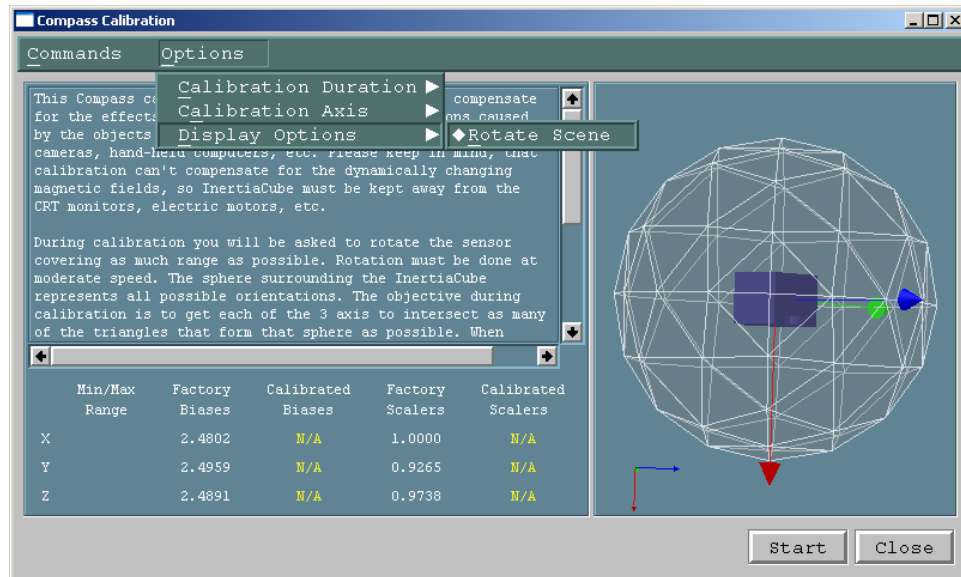 Compass Calibration
Commands Options
Calibration Duration
Calibration Axis
Display Options
Rotate Scene
This Compass compensate
for the effects caused
by the objects
cameras, hand-held computers, etc. Please keep in mind, that
calibration can't compensate for the dynamically changing
magnetic fields, so InertiaCube must be kept away from the
CRT monitors, electric motors, etc.
During calibration you will be asked to rotate the sensor
covering as much range as possible. Rotation must be done at
moderate speed. The sphere surrounding the InertiaCube
represents all possible orientations. The objective during
calibration is to get each of the 3 axis to intersect as many
of the triangles that form that sphere as possible. When
Min/Max Factory Calibrated Factory Calibrated
Range Biases Biases Scalers Scalers
X 2.4802 N/A 1.0000 N/A
Y 2.4959 N/A 0.9265 N/A
Z 2.4891 N/A 0.9738 N/A
Start Close